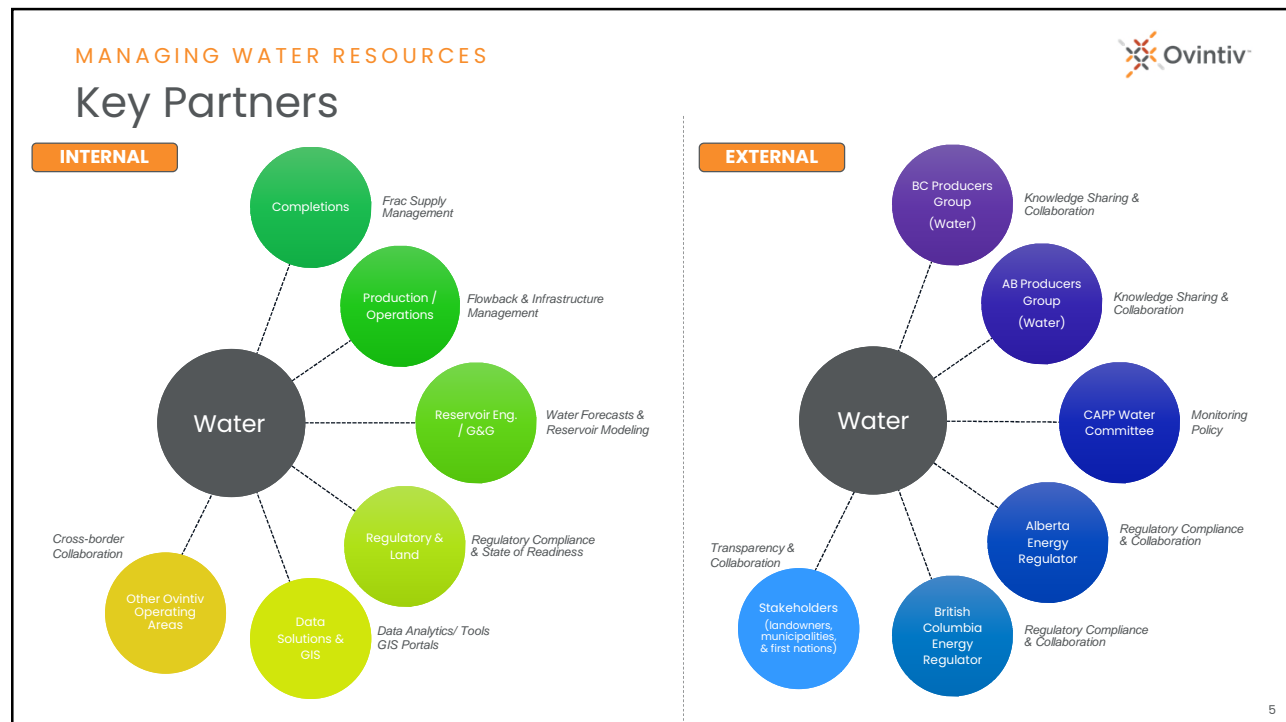 MANAGING WATER RESOURCES
Key Partners
Ovintiv™
INTERNAL
Completions
Frac Supply
Management
Production /
Operations
Flowback & Infrastructure
Management
Water
Reservoir Eng.
/ G&G
Water Forecasts &
Reservoir Modeling
Regulatory &
Land
Regulatory Compliance
& State of Readiness
Data
Solutions &
GIS
Data Analytics/ Tools
GIS Portals
Cross-border
Collaboration
Other Ovintiv
Operating
Areas
EXTERNAL
BC Producers
Group
(Water)
Knowledge Sharing &
Collaboration
AB Producers
Group
(Water)
Knowledge Sharing &
Collaboration
Water
CAPP Water
Committee
Monitoring
Policy
Alberta
Energy
Regulator
Regulatory Compliance
& Collaboration
British
Columbia
Energy
Regulator
Regulatory Compliance
& Collaboration
Transparency &
Collaboration
Stakeholders
(landowners,
municipalities,
& first nations)
5